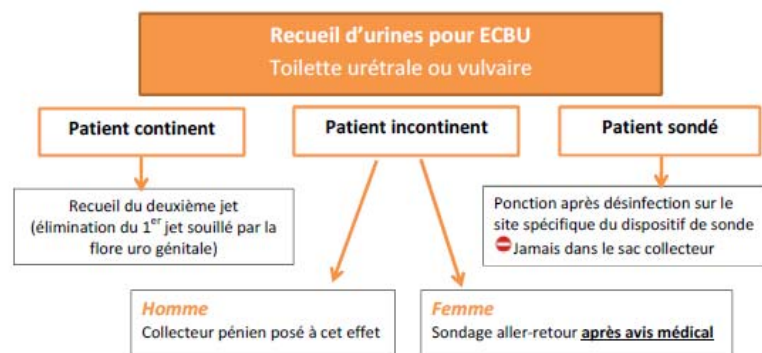 Recueil d'urines pour ECBU
Toilette urétrale ou vulvaire
Patient continent
Patient incontinent
Patient sondé
Recueil du deuxième jet
(élimination du 1er jet souillé par la
flore uro génitale)
Ponction après désinfection sur le
site spécifique du dispositif de sonde
Jamais dans le sac collecteur
Homme
Collecteur pénien posé à cet effet
Femme
Sondage aller-retour après avis médical